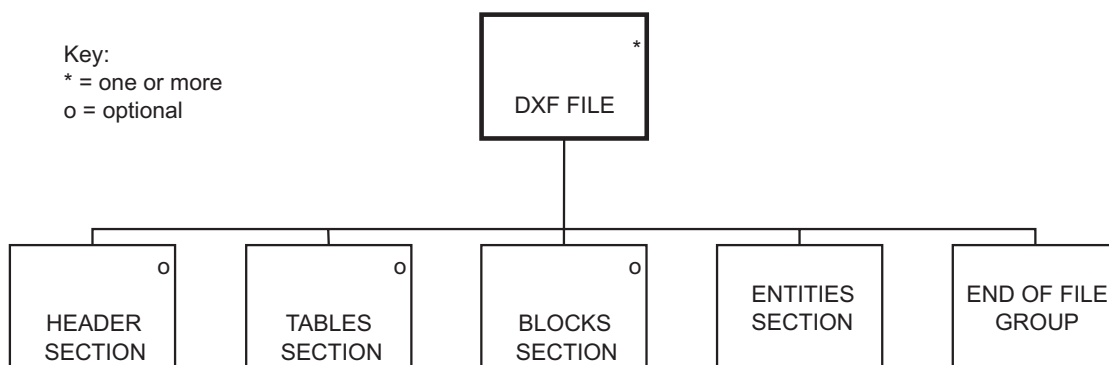 Key:
* = one or more
o = optional
*
DXF FILE
o
HEADER
SECTION
o
TABLES
SECTION
o
BLOCKS
SECTION
ENTITIES
SECTION
END OF FILE
GROUP